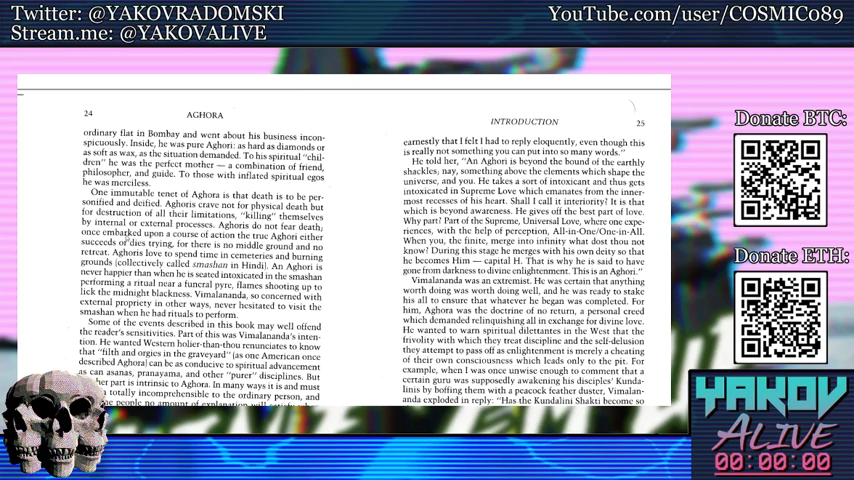 Twitter: @YAKOVRADOMSKI
Stream.me: @YAKOVALIVE
YouTube.com/user/COSMIC089
24
AGHORA
ordinary flat in Bombay and went about his business incon-
spicuously. Inside, he was pure Aghori: as hard as diamonds or
as soft as wax, as the situation demanded. To his spiritual "chil-
dren" he was the perfect mother — a combination of friend,
philosopher, and guide. To those with inflated spiritual egos
he was merciless.
One immutable tenet of Aghora is that death is to be per-
sonified and deified. Aghoris crave not for physical death but
for destruction of all their limitations, "killing" themselves
by internal or external processes. Aghoris do not fear death;
once embarked upon a course of action the true Aghori either
succeeds or dies trying, for there is no middle ground and no
retreat. Aghoris love to spend time in cemeteries and burning
grounds (collectively called smashan in Hindi). An Aghori is
never happier than when he is seated intoxicated in the smashan
performing a ritual near a funeral pyre, flames shooting up to
lick the midnight blackness. Vimalananda, so concerned with
external propriety in other ways, never hesitated to visit the
smashan when he had rituals to perform.
Some of the events described in this book may well offend
the reader's sensitivities. Part of this was Vimalananda's inten-
tion. He wanted Western holier-than-thou renunciates to know
that "filth and orgies in the graveyard" (as one American once
described Aghora) can be as conducive to spiritual advancement
as can asanas, pranayama, and other "purer" disciplines. But
her part is intrinsic to Aghora. In many ways it is and must
a totally incomprehensible to the ordinary person, and
people no amount of explanation will
INTRODUCTION
25
earnestly that I felt I had to reply eloquently, even though this
is really not something you can put into so many words."
He told her, "An Aghori is beyond the bound of the earthly
shackles; nay, something above the elements which shape the
universe, and you. He takes a sort of intoxicant and thus gets
intoxicated in Supreme Love which emanates from the inner-
most recesses of his heart. Shall I call it interiority? It is that
which is beyond awareness. He gives off the best part of love.
Why part? Part of the Supreme, Universal Love, where one expe-
riences, with the help of perception, All-in-One/One-in-All.
When you, the finite, merge into infinity what dost thou not
know? During this stage he merges with his own deity so that
he becomes Him — capital H. That is why he is said to have
gone from darkness to divine enlightenment. This is an Aghori."
Vimalananda was an extremist. He was certain that anything
worth doing was worth doing well, and he was ready to stake
his all to ensure that whatever he began was completed. For
him, Aghora was the doctrine of no return, a personal creed
which demanded relinquishing all in exchange for divine love.
He wanted to warn spiritual dilettantes in the West that the
frivolity with which they treat discipline and the self-delusion
they attempt to pass off as enlightenment is merely a cheating
of their own consciousness which leads only to the pit. For
example, when I was once unwise enough to comment that a
certain guru was supposedly awakening his disciples' Kunda-
linis by boffing them with a peacock feather duster, Vimalan-
anda exploded in reply: "Has the Kundalini Shakti become so
Donate BTC:
Donate ETH:
YAKOV
ALIVE
00:00:00